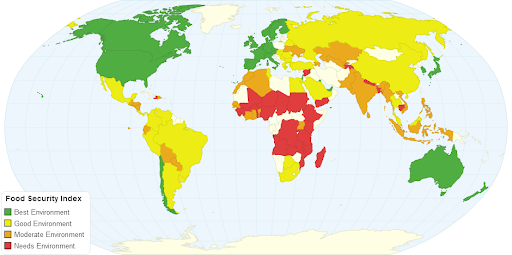 Food Security Index
Best Environment
Good Environment
Moderate Environment
Needs Environment